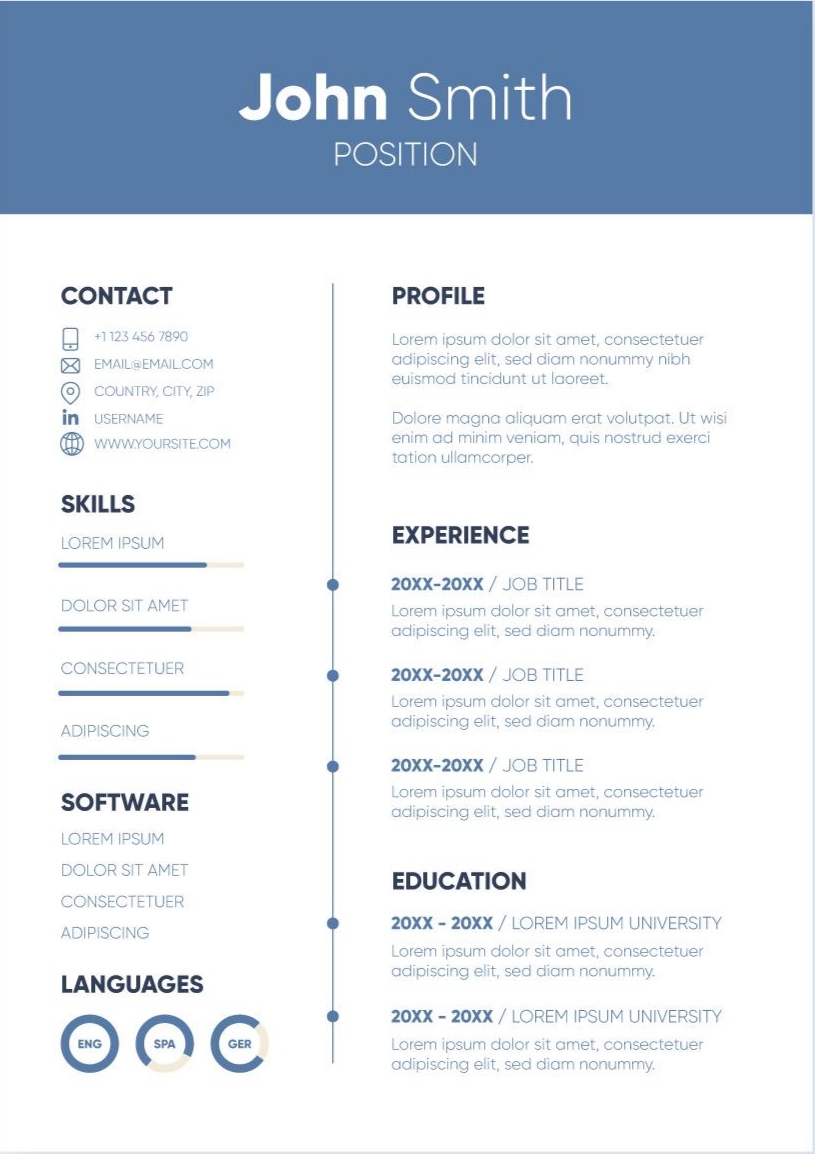 John Smith
POSITION
CONTACT
+1 123 456 7890
EMAIL@EMAIL.COM
COUNTRY, CITY, ZIP
in USERNAME
WWW.YOURSITE.COM
SKILLS
LOREM IPSUM
DOLOR SIT AMET
CONSECTETUER
ADIPISCING
SOFTWARE
LOREM IPSUM
DOLOR SIT AMET
CONSECTETUER
ADIPISCING
LANGUAGES
ENG SPA GER
PROFILE
Lorem ipsum dolor sit amet, consectetuer
adipiscing elit, sed diam nonummy nibh
euismod tincidunt ut laoreet.
Dolore magna aliquam erat volutpat. Ut wisi
enim ad minim veniam, quis nostrud exerci
tation ullamcorper.
EXPERIENCE
20XX-20XX / JOB TITLE
Lorem ipsum dolor sit amet, consectetuer
adipiscing elit, sed diam nonummy.
20XX-20XX / JOB TITLE
Lorem ipsum dolor sit amet, consectetuer
adipiscing elit, sed diam nonummy.
20XX-20XX / JOB TITLE
Lorem ipsum dolor sit amet, consectetuer
adipiscing elit, sed diam nonummy.
EDUCATION
20XX - 20XX / LOREM IPSUM UNIVERSITY
Lorem ipsum dolor sit amet, consectetuer
adipiscing elit, sed diam nonummy.
20XX - 20XX / LOREM IPSUM UNIVERSITY
Lorem ipsum dolor sit amet, consectetuer
adipiscing elit, sed diam nonummy.